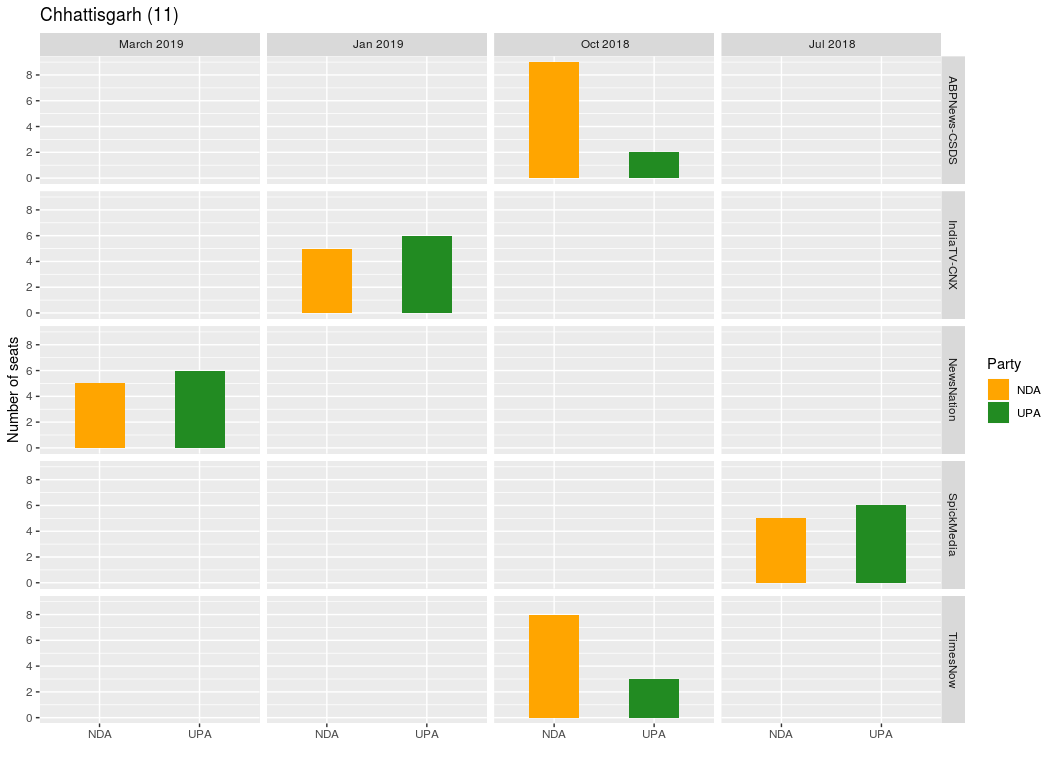 Chhattisgarh (11)
March 2019 Jan 2019 Oct 2018 Jul 2018
Number of seats
8
6
4
2
0
ABPNews-CSDS
8
6
4
2
0
IndiaTV-CNX
8
6
4
2
0
NewsNation
8
6
4
2
0
SpickMedia
8
6
4
2
0
TimesNow
NDA UPA NDA UPA NDA UPA NDA UPA
Party
NDA
UPA